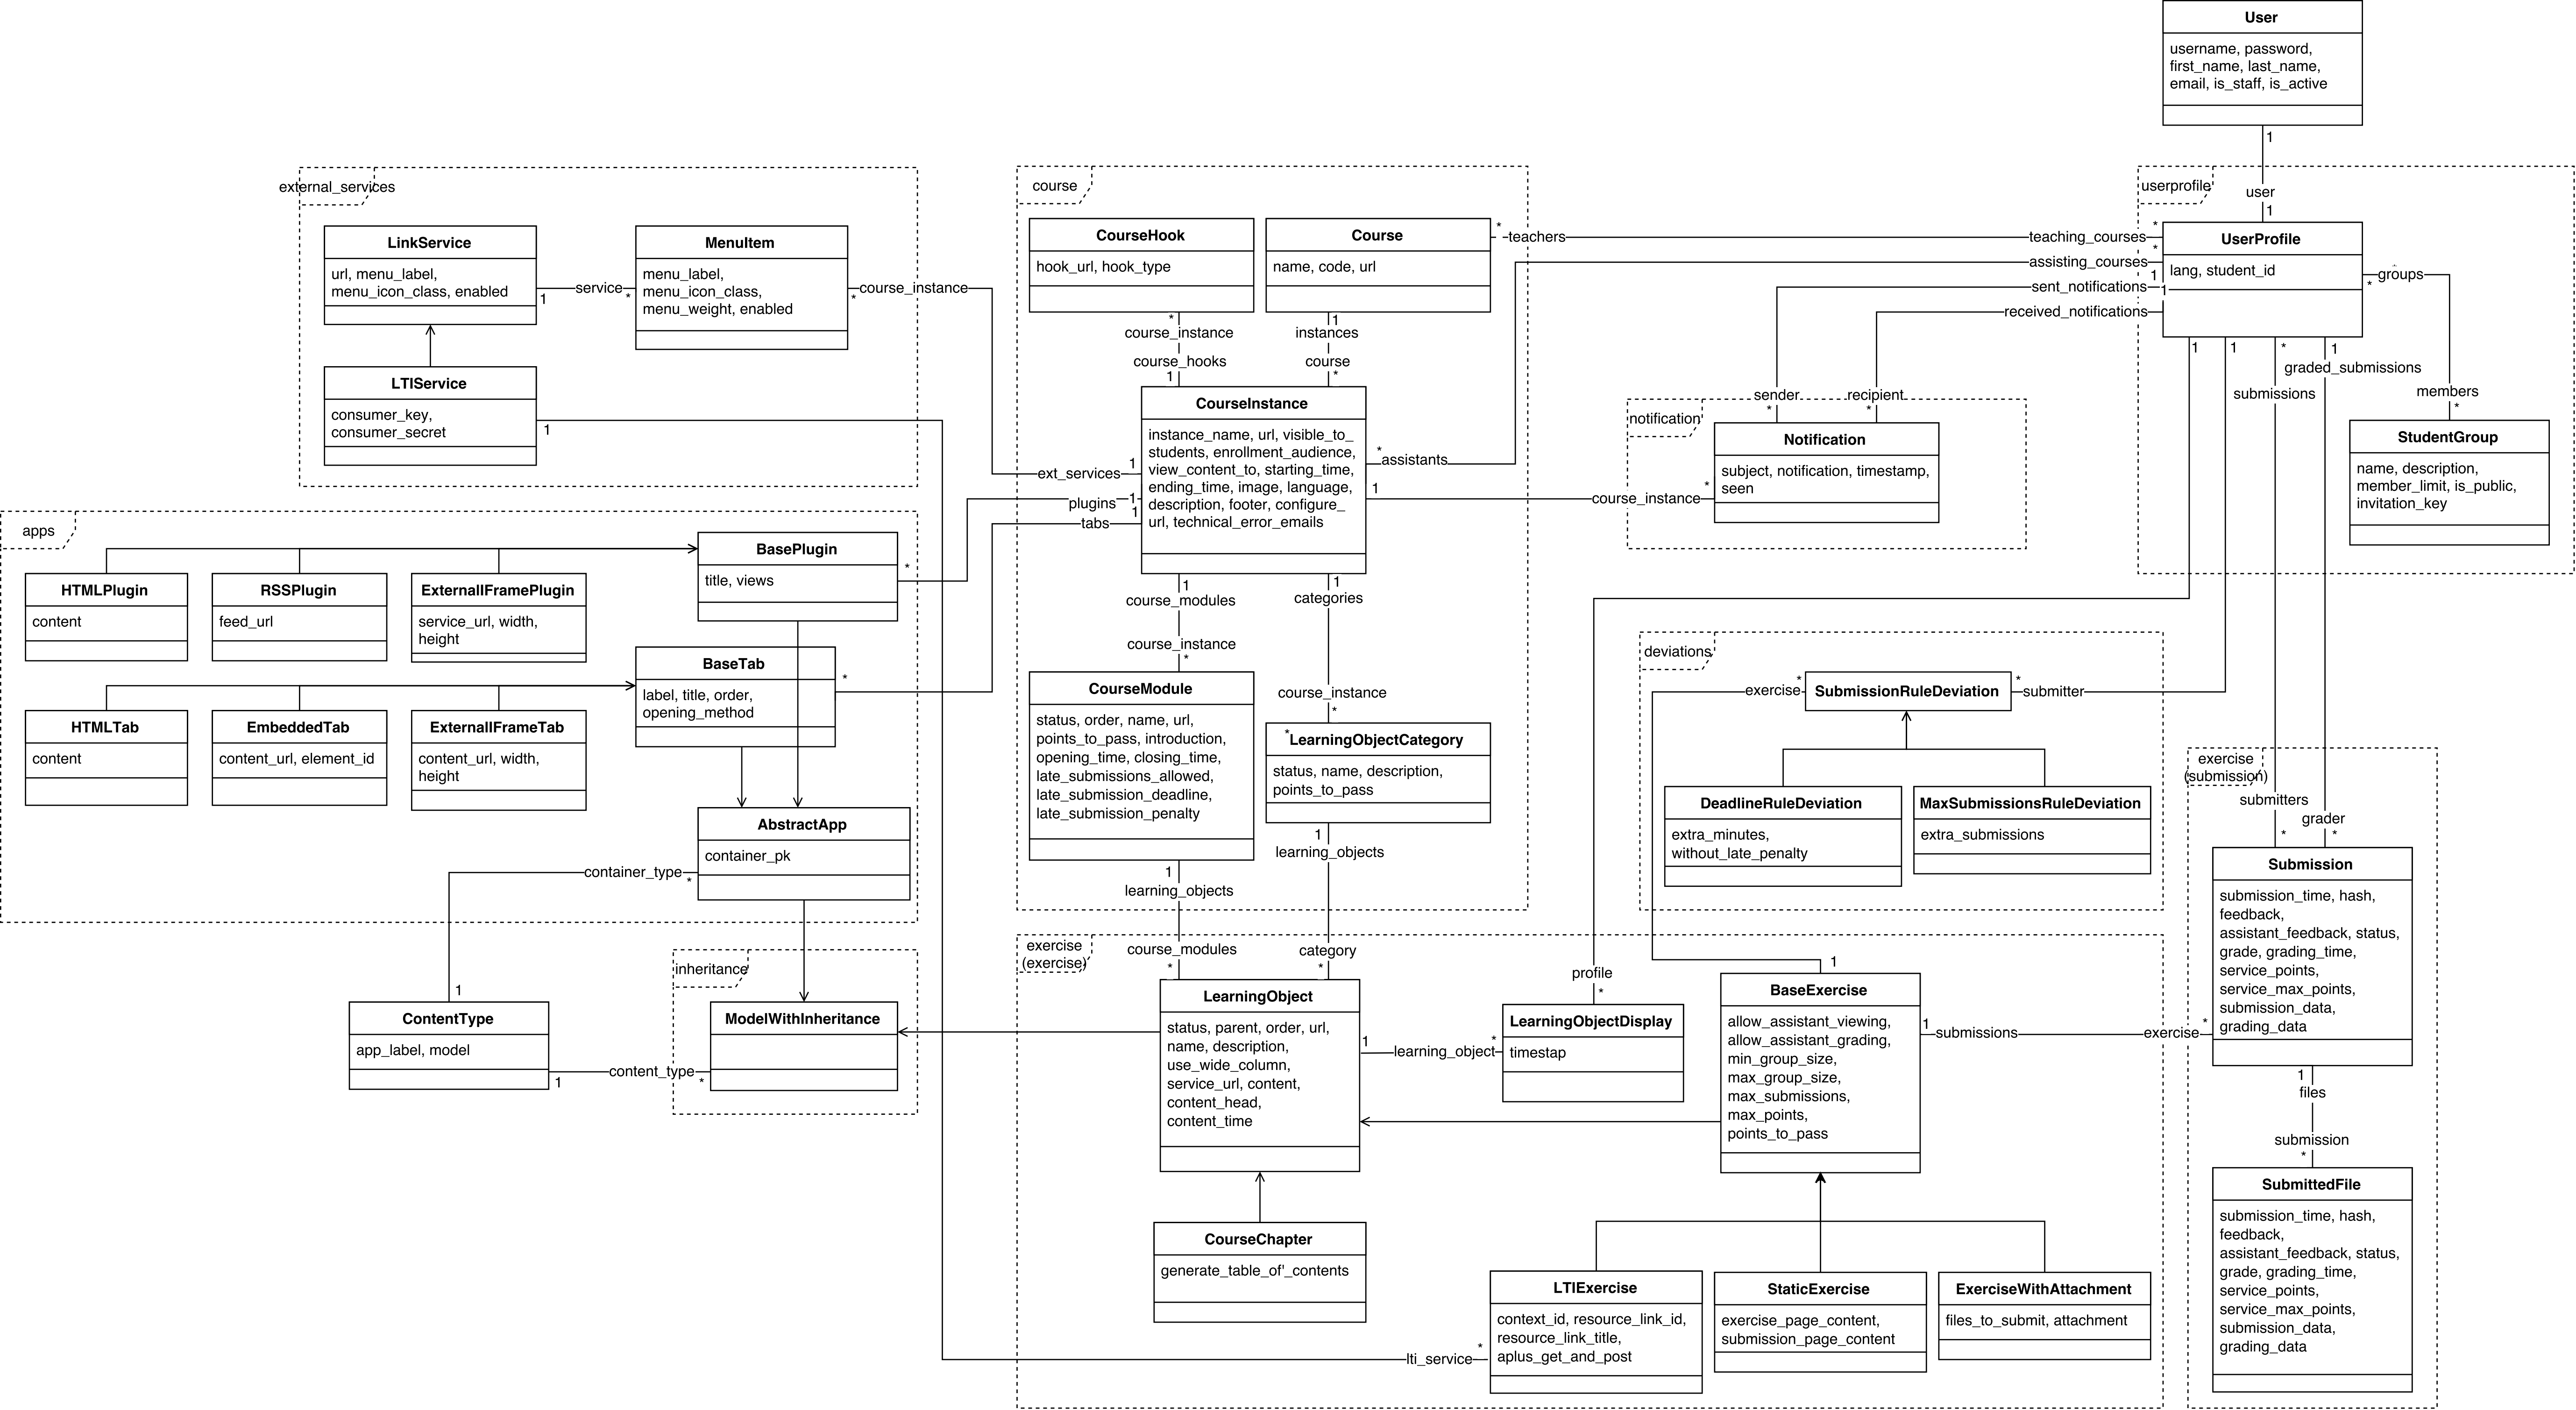 User
username, password,
first_name, last_name,
email, is_staff, is_active
1
user
1
external_services
LinkService
url, menu_label,
menu_icon_class, enabled
1
service
*
MenuItem
menu_label,
menu_icon_class,
menu_weight, enabled
*
course_instance
LTIService
consumer_key,
consumer_secret
1
course
CourseHook
hook_url, hook_type
*
course_instance
course_hooks
1
Course
name, code, url
*
teachers
1
instances
course
*
CourseInstance
instance_name, url, visible_to_
students, enrollment_audience,
view_content_to, starting_time,
ending_time, image, language,
description, footer, configure_
url, technical_error_emails
ext_services
1
plugins
1
tabs
1
*
assistants
1
course_instance
*
userprofile
teaching_courses
*
assisting_courses
*
sent_notifications
1
received_notifications
1
UserProfile
lang, student_id
groups
*
members
*
StudentGroup
name, description,
member_limit, is_public,
invitation_key
1
1
*
submissions
1
graded_submissions
notification
sender
*
recipient
*
Notification
subject, notification, timestamp,
seen
apps
BasePlugin
title, views
*
HTMLPlugin
content
RSSPlugin
feed_url
ExternalIFramePlugin
service_url, width,
height
BaseTab
label, title, order,
opening_method
*
HTMLTab
content
EmbeddedTab
content_url, element_id
ExternalIFrameTab
content_url, width,
height
AbstractApp
container_pk
container_type
*
1
ContentType
app_label, model
1
content_type
*
inheritance
ModelWithInheritance
1
course_modules
course_instance
*
CourseModule
status, order, name, url,
points_to_pass, introduction,
opening_time, closing_time,
late_submissions_allowed,
late_submission_deadline,
late_submission_penalty
1
learning_objects
course_modules
*
1
categories
course_instance
*
*
LearningObjectCategory
status, name, description,
points_to_pass
1
learning_objects
category
*
deviations
exercise
*
SubmissionRuleDeviation
*
submitter
DeadlineRuleDeviation
extra_minutes,
without_late_penalty
MaxSubmissionsRuleDeviation
extra_submissions
exercise
(exercise)
LearningObject
status, parent, order, url,
name, description,
use_wide_column,
service_url, content,
content_head,
content_time
1
learning_object
*
profile
*
LearningObjectDisplay
timestap
1
BaseExercise
allow_assistant_viewing,
allow_assistant_grading,
min_group_size,
max_group_size,
max_submissions,
max_points,
points_to_pass
1
submissions
exercise
*
CourseChapter
generate_table_of'_contents
LTIExercise
context_id, resource_link_id,
resource_link_title,
aplus_get_and_post
lti_service
*
StaticExercise
exercise_page_content,
submission_page_content
ExerciseWithAttachment
files_to_submit, attachment
exercise
(submission)
submitters
*
grader
*
Submission
submission_time, hash,
feedback,
assistant_feedback, status,
grade, grading_time,
service_points,
service_max_points,
submission_data,
grading_data
1
files
submission
*
SubmittedFile
submission_time, hash,
feedback,
assistant_feedback, status,
grade, grading_time,
service_points,
service_max_points,
submission_data,
grading_data